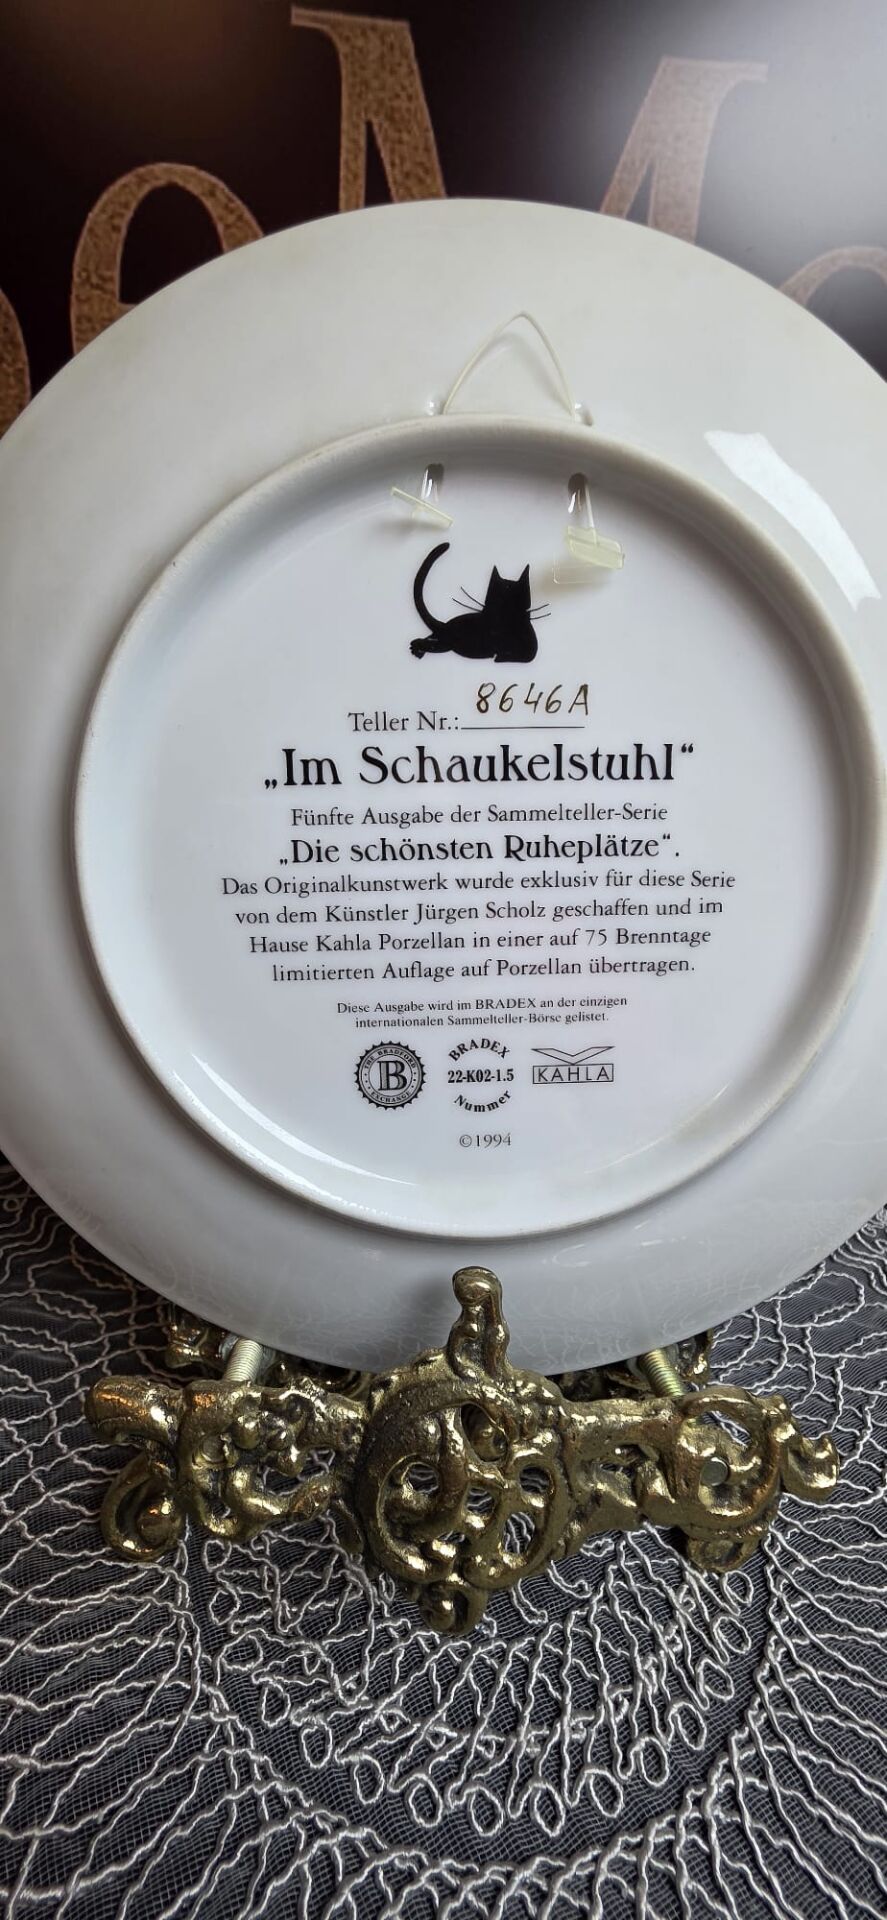 Teller Nr.: 8646A
„Im Schaukelstuhl“
Fünfte Ausgabe der Sammelteller-Serie
„Die schönsten Ruheplätze“.
Das Originalkunstwerk wurde exklusiv für diese Serie
von dem Künstler Jürgen Scholz geschaffen und im
Hause Kahla Porzellan in einer auf 75 Brenntage
limitierten Auflage auf Porzellan übertragen.
Diese Ausgabe wird im BRADEX an der einzigen
internationalen Sammelteller-Börse gelistet.
THE BRADFORD
B
EXCHANGE
BRADEX
22-K02-1.5
Nummer
KAHLA
©1994